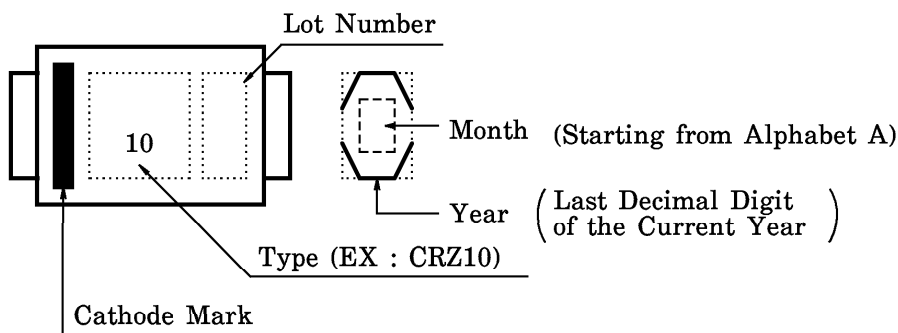 Lot Number
10
Month (Starting from Alphabet A)
Year (Last Decimal Digit
of the Current Year)
Type (EX : CRZ10)
Cathode Mark